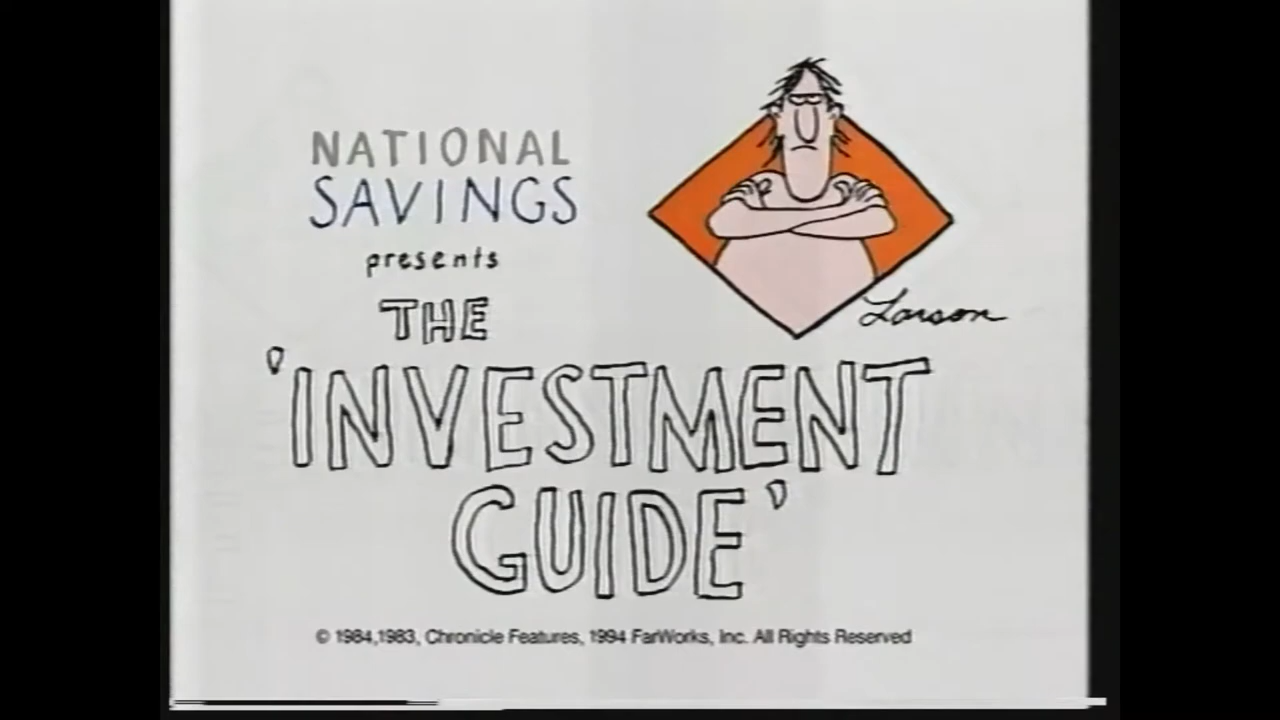 NATIONAL
SAVINGS
presents
THE
'INVESTMENT
GUIDE'
Larson
© 1984,1983, Chronicle Features, 1994 FarWorks, Inc. All Rights Reserved